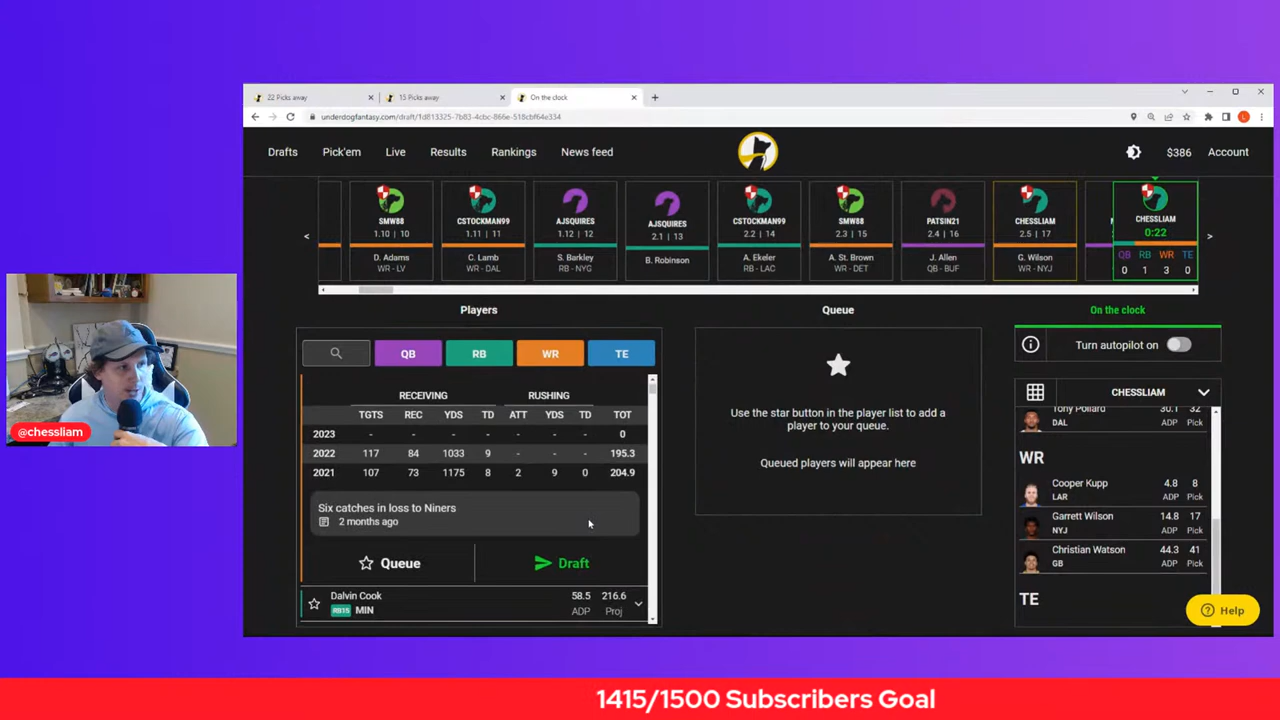 22 Picks away
15 Picks away
On the clock
underdogfantasy.com/draft/1d813325-7b83-4cbc-866e-518cbf64e334
Drafts
Pick'em
Live
Results
Rankings
News feed
$386
Account
SMW88
1.10 | 10
D. Adams
WR - LV
CSTOCKMAN99
1.11 | 11
C. Lamb
WR - DAL
AJSQUIRES
1.12 | 12
S. Barkley
RB - NYG
AJSQUIRES
2.1 | 13
B. Robinson
CSTOCKMAN99
2.2 | 14
A. Ekeler
RB - LAC
SMW88
2.3 | 15
A. St. Brown
WR - DET
PATSIN21
2.4 | 16
J. Allen
QB - BUF
CHESSLIAM
2.5 | 17
G. Wilson
WR - NYJ
CHESSLIAM
0:22
QB RB WR TE
0 1 3 0
Players
QB
RB
WR
TE
RECEIVING RUSHING
TGTS REC YDS TD ATT YDS TD TOT
2023 - - - - - - - 0
2022 117 84 1033 9 - - - 195.3
2021 107 73 1175 8 2 9 0 204.9
Six catches in loss to Niners
2 months ago
Queue
Draft
Dalvin Cook 58.5 216.6
RB15 MIN ADP Proj
Queue
Use the star button in the player list to add a
player to your queue.
Queued players will appear here
On the clock
Turn autopilot on
CHESSLIAM
Tony Pollard 30.1 32
DAL ADP Pick
WR
Cooper Kupp 4.8 8
LAR ADP Pick
Garrett Wilson 14.8 17
NYJ ADP Pick
Christian Watson 44.3 41
GB ADP Pick
TE
Help
@chessliam
1415/1500 Subscribers Goal